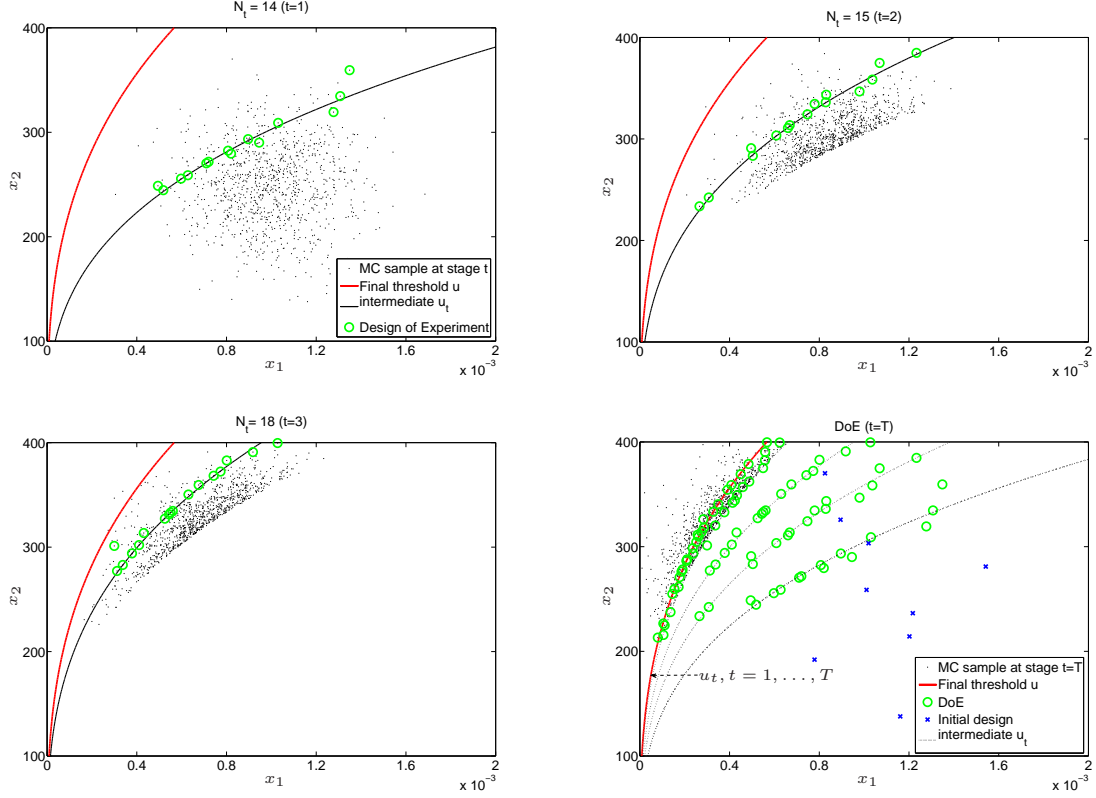 N_t = 14 (t=1)
400
300
200
100
x_2
0
0.4
0.8
1.2
1.6
2
x_1
x 10^-3
MC sample at stage t
Final threshold u
intermediate u_t
Design of Experiment
N_t = 15 (t=2)
400
300
200
100
x_2
0
0.4
0.8
1.2
1.6
2
x_1
x 10^-3
N_t = 18 (t=3)
400
300
200
100
x_2
0
0.4
0.8
1.2
1.6
2
x_1
x 10^-3
DoE (t=T)
400
300
200
100
x_2
u_t, t = 1, . . . , T
0
0.4
0.8
1.2
1.6
2
x_1
x 10^-3
MC sample at stage t=T
Final threshold u
DoE
Initial design
intermediate u_t